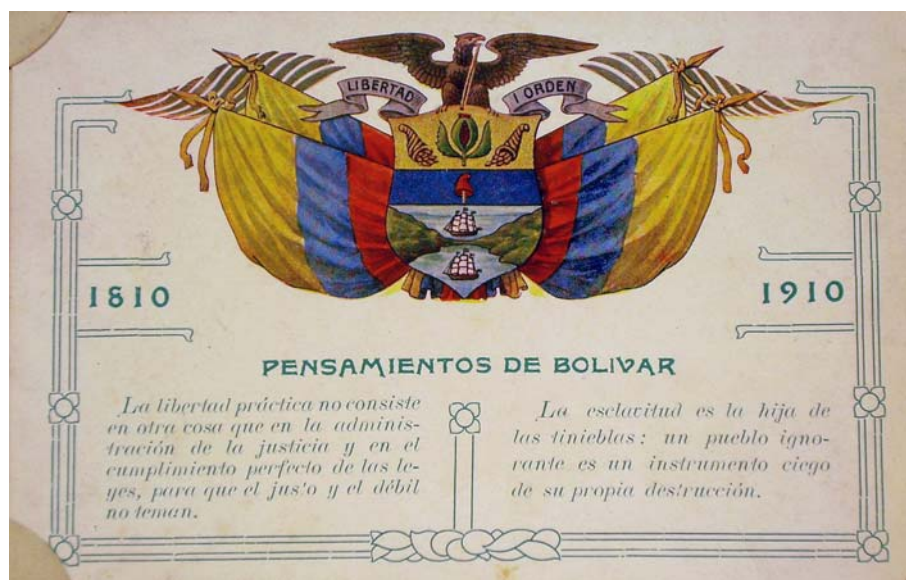 LIBERTAD I ORDEN
1810
1910
PENSAMIENTOS DE BOLIVAR
La libertad práctica no consiste
en otra cosa que en la adminis-
tración de la justicia y en el
cumplimiento perfecto de las le-
yes, para que el jus'o y el débil
no teman.
La esclavitud es la hija de
las tinieblas: un pueblo igno-
rante es un instrumento ciego
de su propia destrucción.